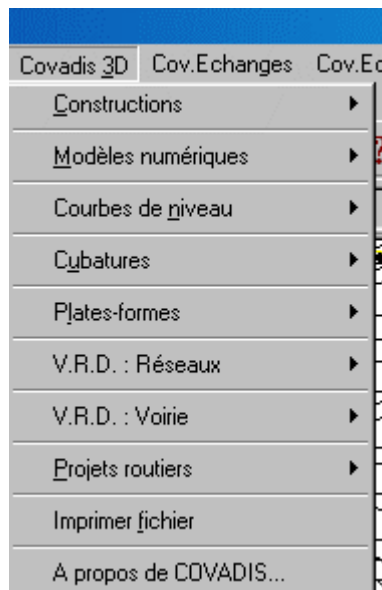 Covadis 3D Cov.Echanges
Constructions
Modèles numériques
Courbes de niveau
Cubatures
Plates-formes
V.R.D. : Réseaux
V.R.D. : Voirie
Projets routiers
Imprimer fichier
A propos de COVADIS...